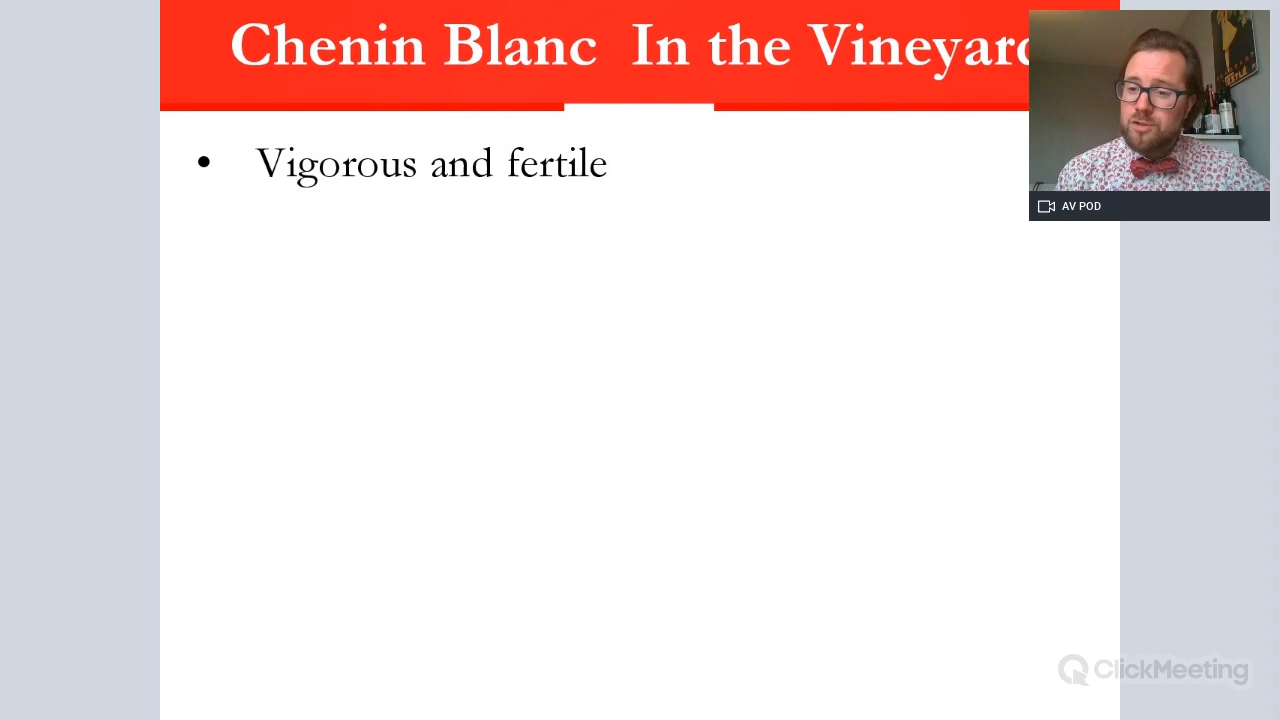 Chenin Blanc In the Vineyard
• Vigorous and fertile
AV POD
ClickMeeting